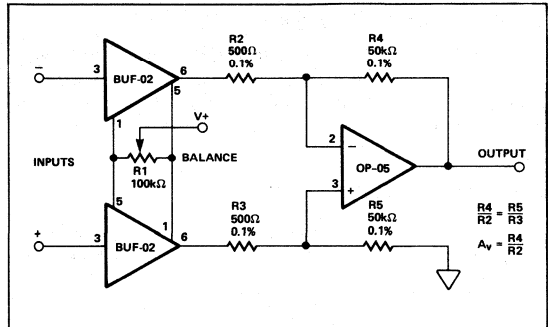 R2
500Ω
0.1%
R4
50kΩ
0.1%
−
3
BUF-02
6
5
1
V+
INPUTS
BALANCE
R1
100kΩ
2
−
OP-05
3
+
OUTPUT
5
1
+
3
BUF-02
6
R3
500Ω
0.1%
R5
50kΩ
0.1%
R4/R2 = R5/R3
Av = R4/R2